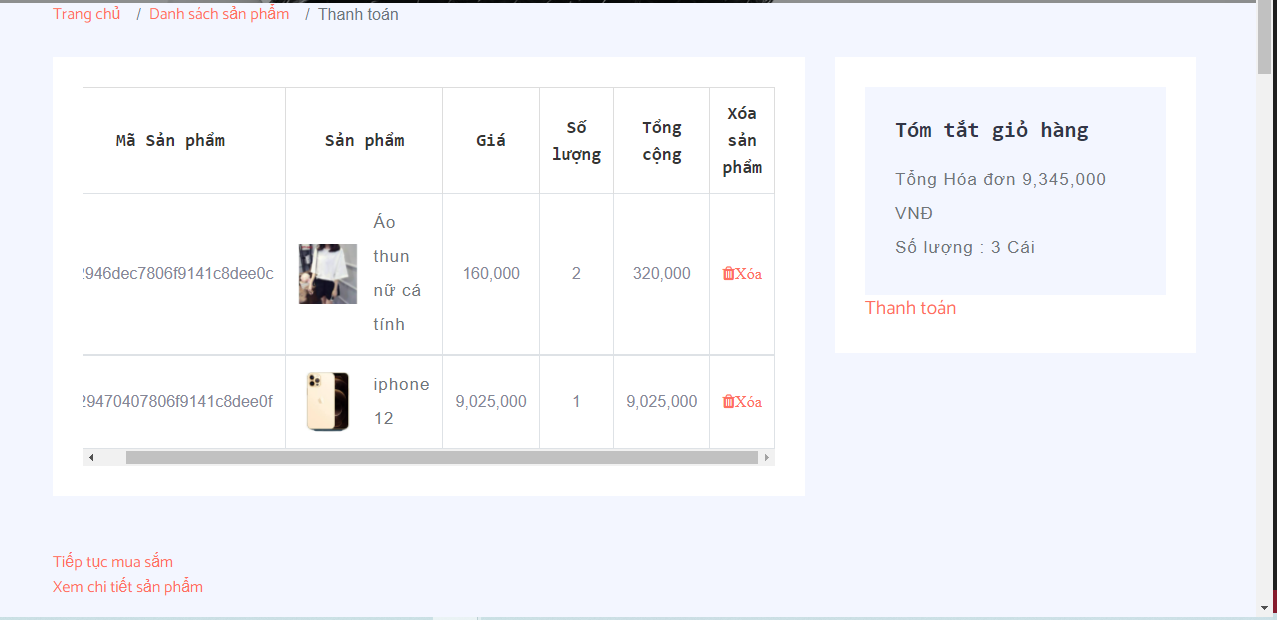 Trang chủ / Danh sách sản phẩm / Thanh toán
Mã Sản phẩm
Sản phẩm
Giá
Số
lượng
Tổng
cộng
Xóa
sản
phẩm
2946dec7806f9141c8dee0c
Áo
thun
nữ cá
tính
160,000
2
320,000
Xóa
29470407806f9141c8dee0f
iphone
12
9,025,000
1
9,025,000
Xóa
Tóm tắt giỏ hàng
Tổng Hóa đơn 9,345,000
VNĐ
Số lượng : 3 Cái
Thanh toán
Tiếp tục mua sắm
Xem chi tiết sản phẩm